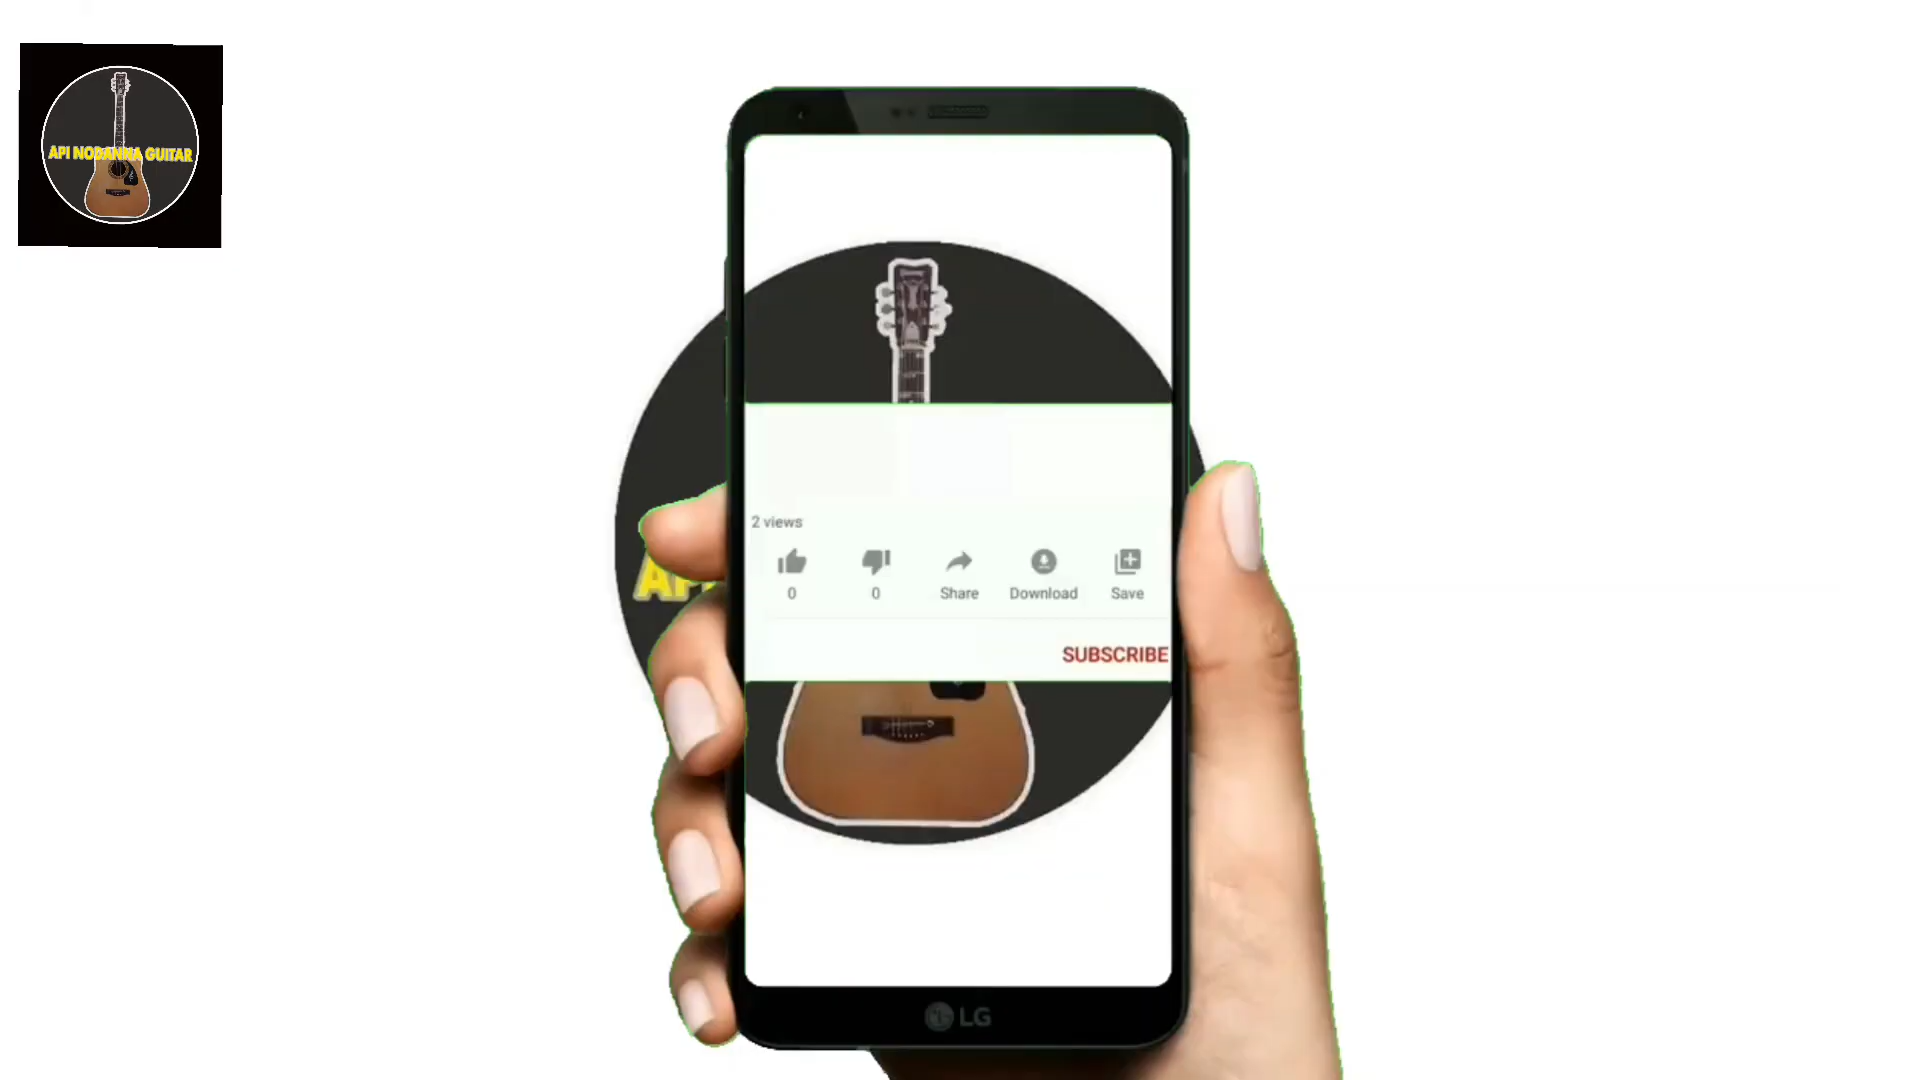 API NODANNA GUITAR
2 views
0
0
Share
Download
Save
SUBSCRIBE
LG